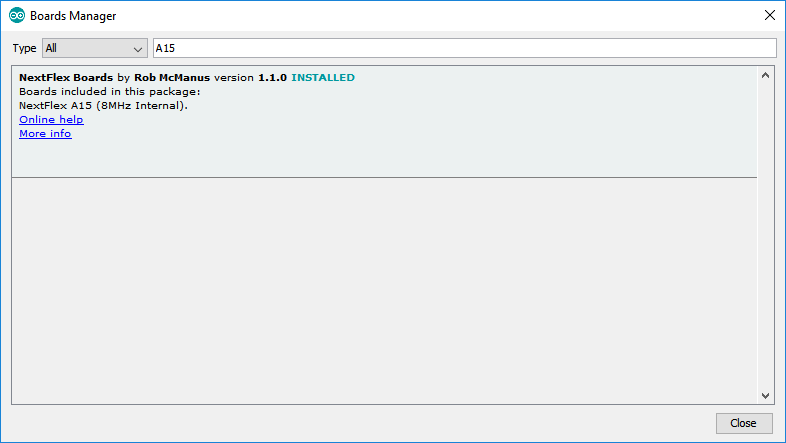 Boards Manager
Type All A15
NextFlex Boards by Rob McManus version 1.1.0 INSTALLED
Boards included in this package:
NextFlex A15 (8MHz Internal).
Online help
More info
Close